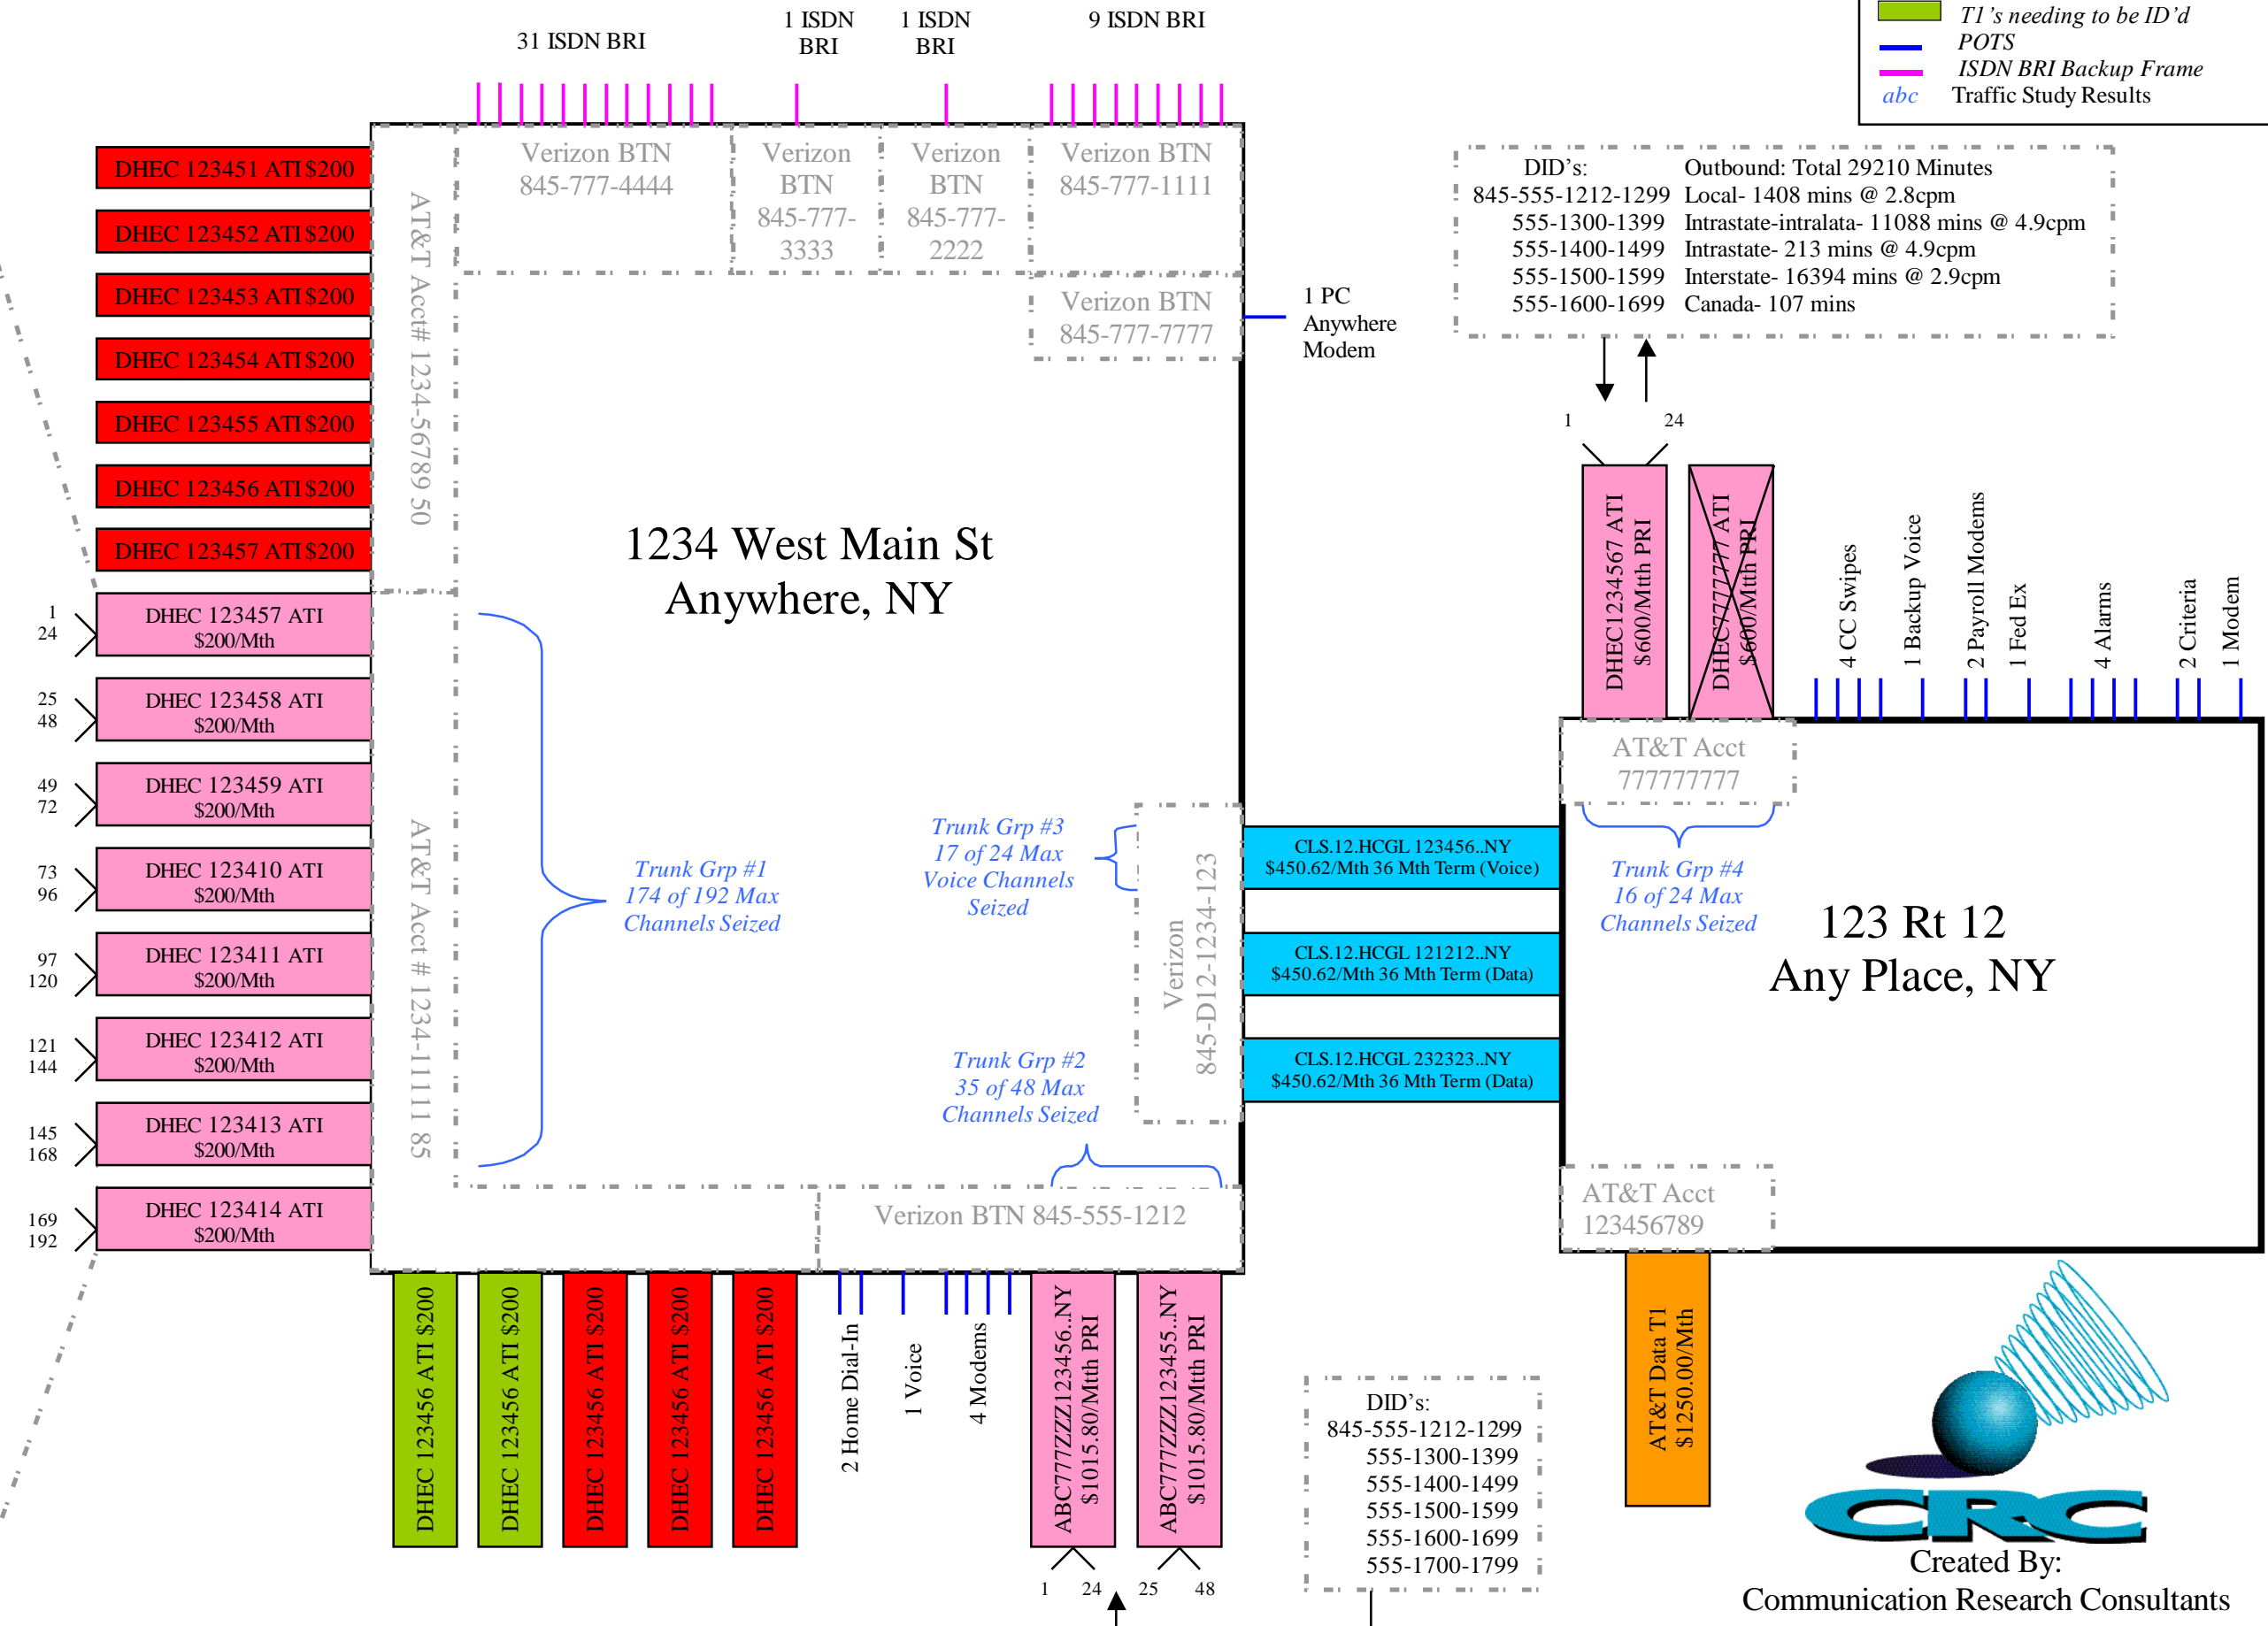 T1's needing to be ID'd
POTS
ISDN BRI Backup Frame
abc Traffic Study Results
31 ISDN BRI
1 ISDN
BRI
1 ISDN
BRI
9 ISDN BRI
Verizon BTN
845-777-4444
Verizon
BTN
845-777-
3333
Verizon
BTN
845-777-
2222
Verizon BTN
845-777-1111
Verizon BTN
845-777-7777
1 PC
Anywhere
Modem
DHEC 123451 ATI $200
DHEC 123452 ATI $200
DHEC 123453 ATI $200
DHEC 123454 ATI $200
DHEC 123455 ATI $200
DHEC 123456 ATI $200
DHEC 123457 ATI $200
AT&T Acct# 1234-56789 50
1
24
DHEC 123457 ATI
$200/Mth
25
48
DHEC 123458 ATI
$200/Mth
49
72
DHEC 123459 ATI
$200/Mth
73
96
DHEC 123410 ATI
$200/Mth
97
120
DHEC 123411 ATI
$200/Mth
121
144
DHEC 123412 ATI
$200/Mth
145
168
DHEC 123413 ATI
$200/Mth
169
192
DHEC 123414 ATI
$200/Mth
AT&T Acct # 1234-11111 85
1234 West Main St
Anywhere, NY
Trunk Grp #1
174 of 192 Max
Channels Seized
Trunk Grp #3
17 of 24 Max
Voice Channels
Seized
Trunk Grp #2
35 of 48 Max
Channels Seized
Verizon
845-D12-1234-123
Verizon BTN 845-555-1212
CLS.12.HCGL 123456..NY
$450.62/Mth 36 Mth Term (Voice)
CLS.12.HCGL 121212..NY
$450.62/Mth 36 Mth Term (Data)
CLS.12.HCGL 232323..NY
$450.62/Mth 36 Mth Term (Data)
DID's:
845-555-1212-1299
555-1300-1399
555-1400-1499
555-1500-1599
555-1600-1699
Outbound: Total 29210 Minutes
Local- 1408 mins @ 2.8cpm
Intrastate-intralata- 11088 mins @ 4.9cpm
Intrastate- 213 mins @ 4.9cpm
Interstate- 16394 mins @ 2.9cpm
Canada- 107 mins
1
24
DHEC1234567 ATI
$600/Mtth PRI
DHEC7777777 ATI
$600/Mtth PRI
4 CC Swipes
1 Backup Voice
2 Payroll Modems
1 Fed Ex
4 Alarms
2 Criteria
1 Modem
AT&T Acct
777777777
Trunk Grp #4
16 of 24 Max
Channels Seized
123 Rt 12
Any Place, NY
AT&T Acct
123456789
AT&T Data T1
$1250.00/Mth
DHEC 123456 ATI $200
DHEC 123456 ATI $200
DHEC 123456 ATI $200
DHEC 123456 ATI $200
DHEC 123456 ATI $200
2 Home Dial-In
1 Voice
4 Modems
ABC777ZZZ123456..NY
$1015.80/Mtth PRI
ABC777ZZZ123455..NY
$1015.80/Mtth PRI
1
24
25
48
DID's:
845-555-1212-1299
555-1300-1399
555-1400-1499
555-1500-1599
555-1600-1699
555-1700-1799
CRC
Created By:
Communication Research Consultants